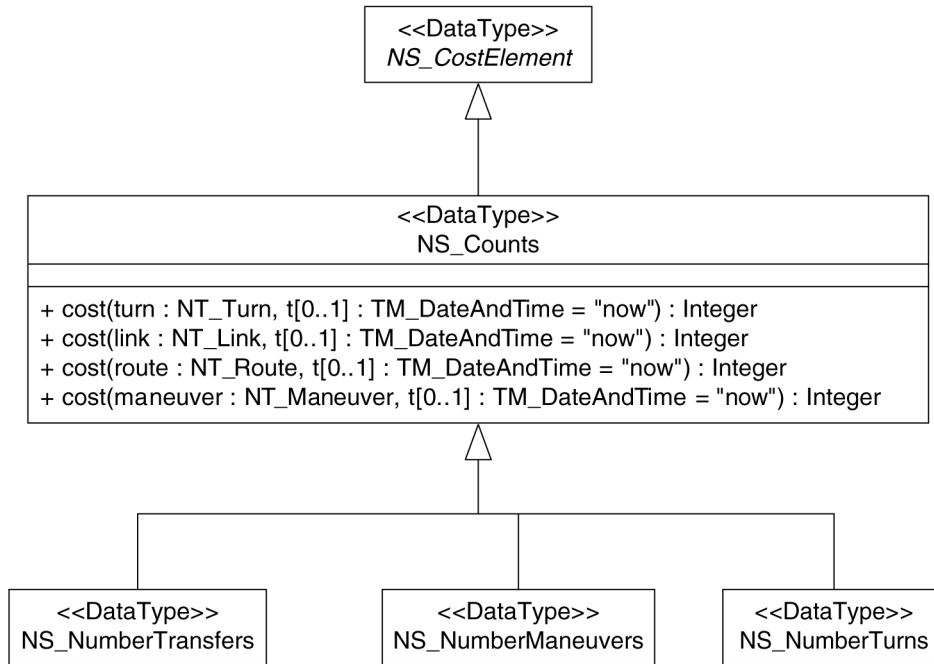 <<DataType>>
NS_CostElement
<<DataType>>
NS_Counts
+ cost(turn : NT_Turn, t[0..1] : TM_DateAndTime = "now") : Integer
+ cost(link : NT_Link, t[0..1] : TM_DateAndTime = "now") : Integer
+ cost(route : NT_Route, t[0..1] : TM_DateAndTime = "now") : Integer
+ cost(maneuver : NT_Maneuver, t[0..1] : TM_DateAndTime = "now") : Integer
<<DataType>> <<DataType>> <<DataType>>
NS_NumberTransfers NS_NumberManeuvers NS_NumberTurns